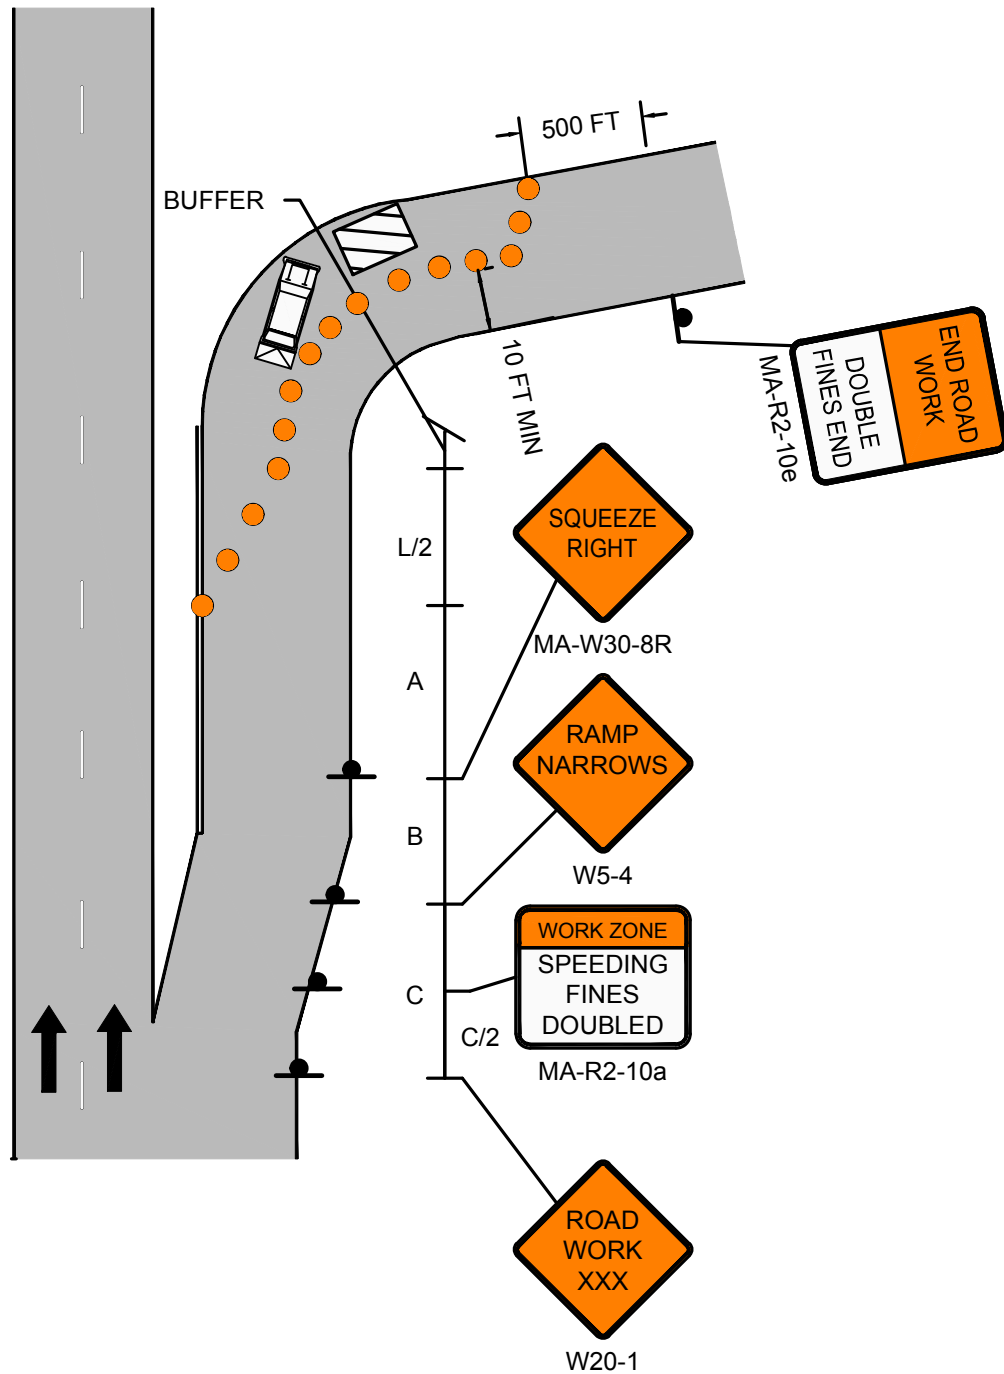 500 FT
BUFFER
10 FT MIN
END ROAD
WORK
DOUBLE
FINES END
MA-R2-10e
L/2
SQUEEZE
RIGHT
MA-W30-8R
A
RAMP
NARROWS
W5-4
B
WORK ZONE
SPEEDING
FINES
DOUBLED
MA-R2-10a
C
C/2
ROAD
WORK
XXX
W20-1